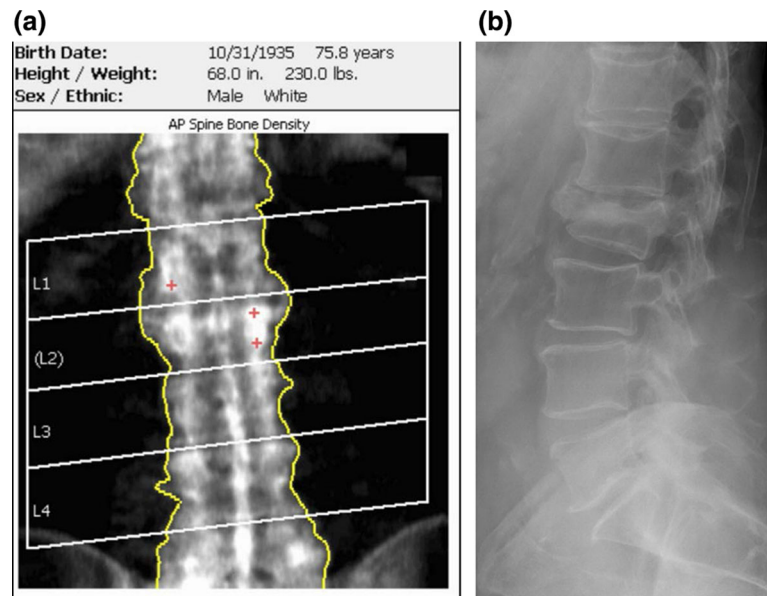 (a)
Birth Date: 10/31/1935 75.8 years
Height / Weight: 68.0 in. 230.0 lbs.
Sex / Ethnic: Male White
AP Spine Bone Density
L1
(L2)
L3
L4
(b)